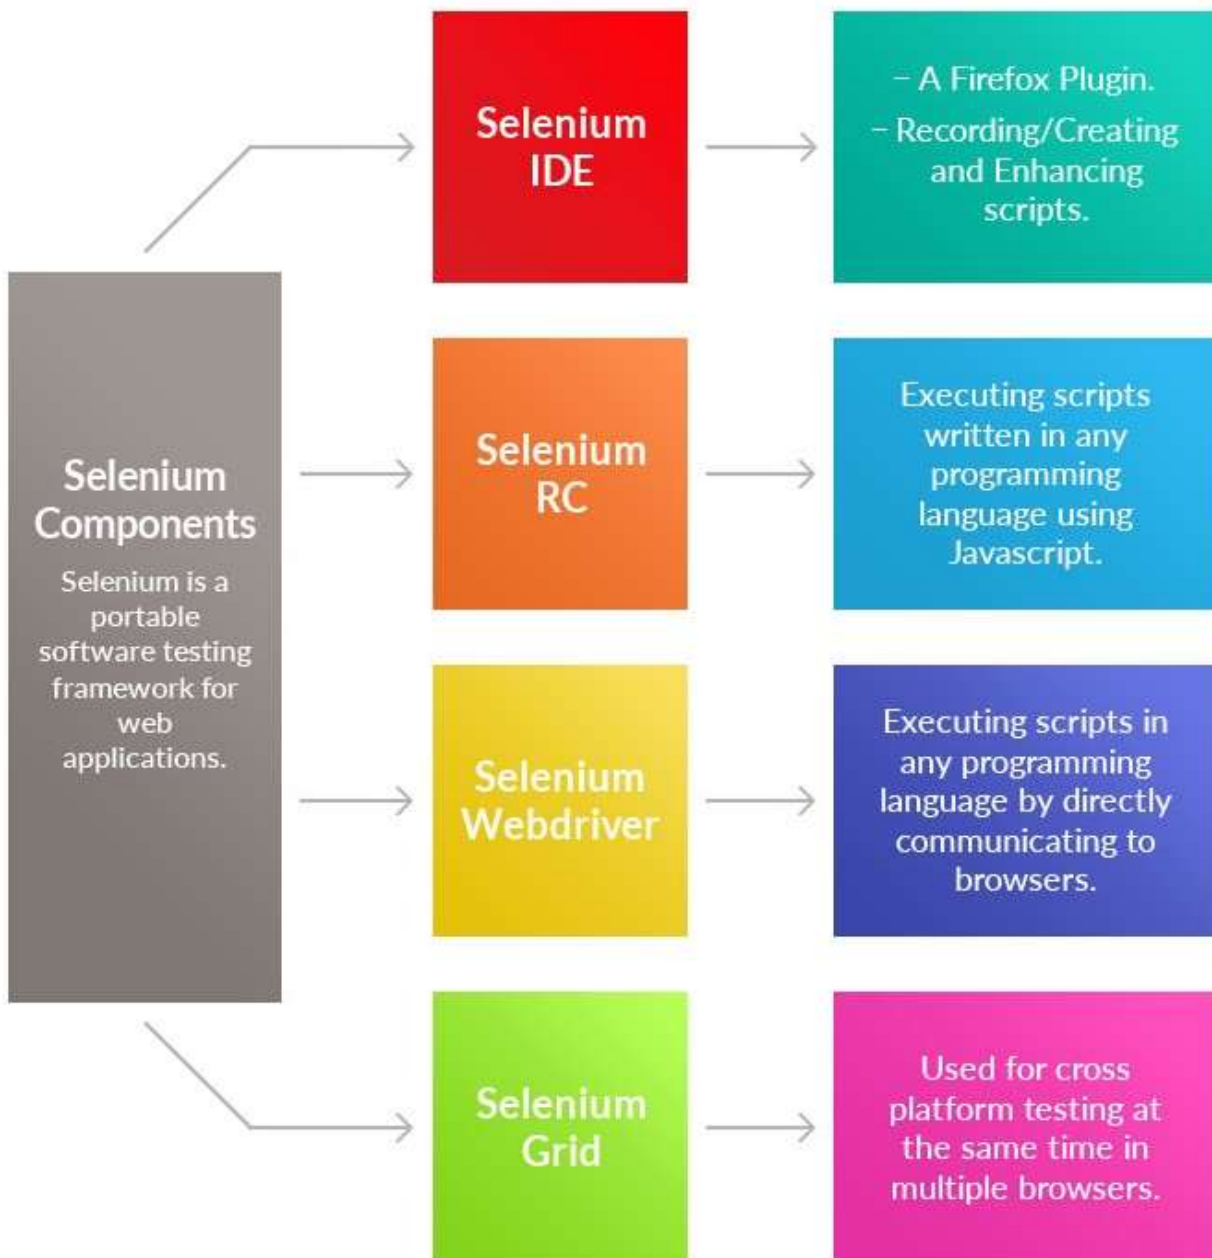 Selenium
Components
Selenium is a
portable
software testing
framework for
web
applications.
Selenium
IDE
– A Firefox Plugin.
– Recording/Creating
and Enhancing
scripts.
Selenium
RC
Executing scripts
written in any
programming
language using
Javascript.
Selenium
Webdriver
Executing scripts in
any programming
language by directly
communicating to
browsers.
Selenium
Grid
Used for cross
platform testing at
the same time in
multiple browsers.